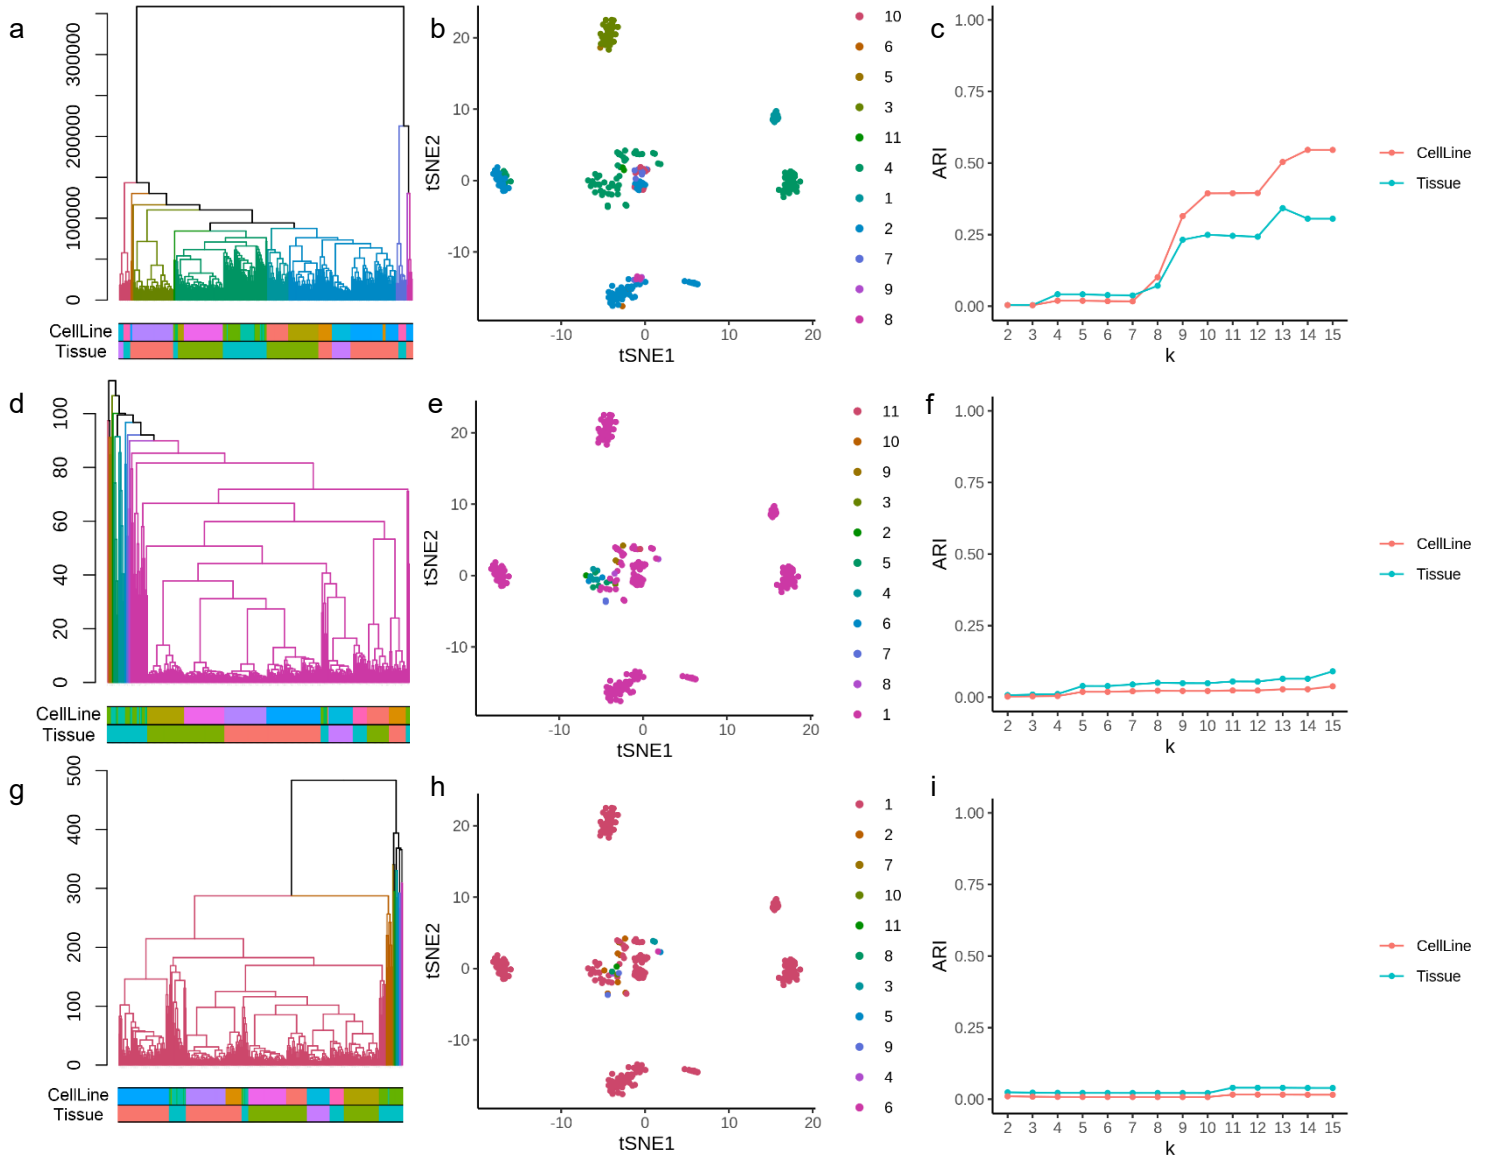 a
300000
200000
100000
0
CellLine
Tissue
b
tSNE2
20
10
0
-10
-10 0 10 20
tSNE1
10
6
5
3
11
4
1
2
7
9
8
c
ARI
1.00
0.75
0.50
0.25
0.00
2 3 4 5 6 7 8 9 10 11 12 13 14 15
k
CellLine
Tissue
d
100
80
60
40
20
0
CellLine
Tissue
e
tSNE2
20
10
0
-10
-10 0 10 20
tSNE1
11
10
9
3
2
5
4
6
7
8
1
f
ARI
1.00
0.75
0.50
0.25
0.00
2 3 4 5 6 7 8 9 10 11 12 13 14 15
k
CellLine
Tissue
g
500
400
300
200
100
0
CellLine
Tissue
h
tSNE2
20
10
0
-10
-10 0 10 20
tSNE1
1
2
7
10
11
8
3
5
9
4
6
i
ARI
1.00
0.75
0.50
0.25
0.00
2 3 4 5 6 7 8 9 10 11 12 13 14 15
k
CellLine
Tissue